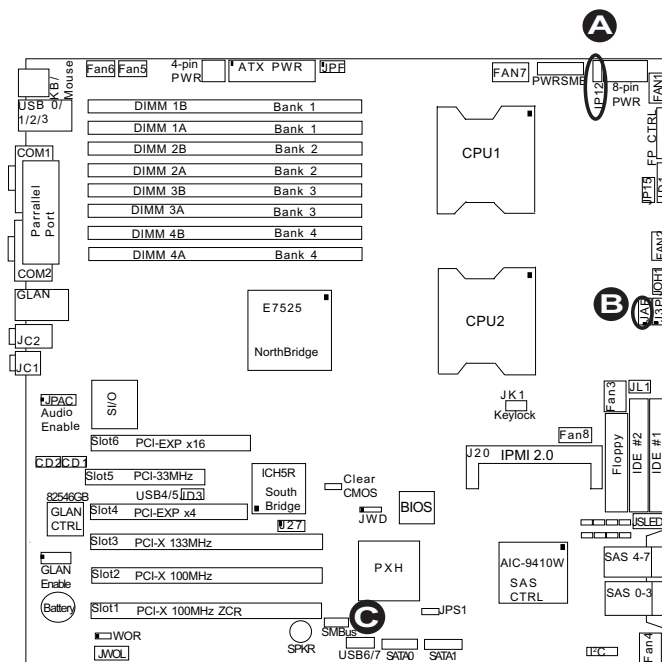 A
KB/
Mouse
Fan6
Fan5
4-pin
PWR
ATX PWR
JPF
FAN7
PWRSMB
JP12
8-pin
PWR
FAN1
USB 0/
1/2/3
DIMM 1B Bank 1
DIMM 1A Bank 1
DIMM 2B Bank 2
DIMM 2A Bank 2
DIMM 3B Bank 3
DIMM 3A Bank 3
DIMM 4B Bank 4
DIMM 4A Bank 4
CPU1
FP CTRL
JP15
JD1
COM1
Parrallel
Port
COM2
FAN2
JOH1
GLAN
E7525
NorthBridge
CPU2
B
J3P
JC2
JC1
JPAC
Audio
Enable
SI/O
JK1
Keylock
Fan3
JL1
Fan8
Slot6 PCI-EXP x16
J20 IPMI 2.0
Floppy
IDE #2
IDE #1
CD2
CD1
Slot5 PCI-33MHz
ICH5R
South
Bridge
Clear
CMOS
82546GB
GLAN
CTRL
USB4/5
JD3
Slot4 PCI-EXP x4
JWD
BIOS
J27
JSLED
Slot3 PCI-X 133MHz
GLAN
Enable
Slot2 PCI-X 100MHz
PXH
AIC-9410W
SAS
CTRL
SAS 4-7
SAS 0-3
Battery
Slot1 PCI-X 100MHz ZCR
C
JPS1
SMBus
WOR
JWOL
SPKR
USB6/7
SATA0
SATA1
I²C
Fan4